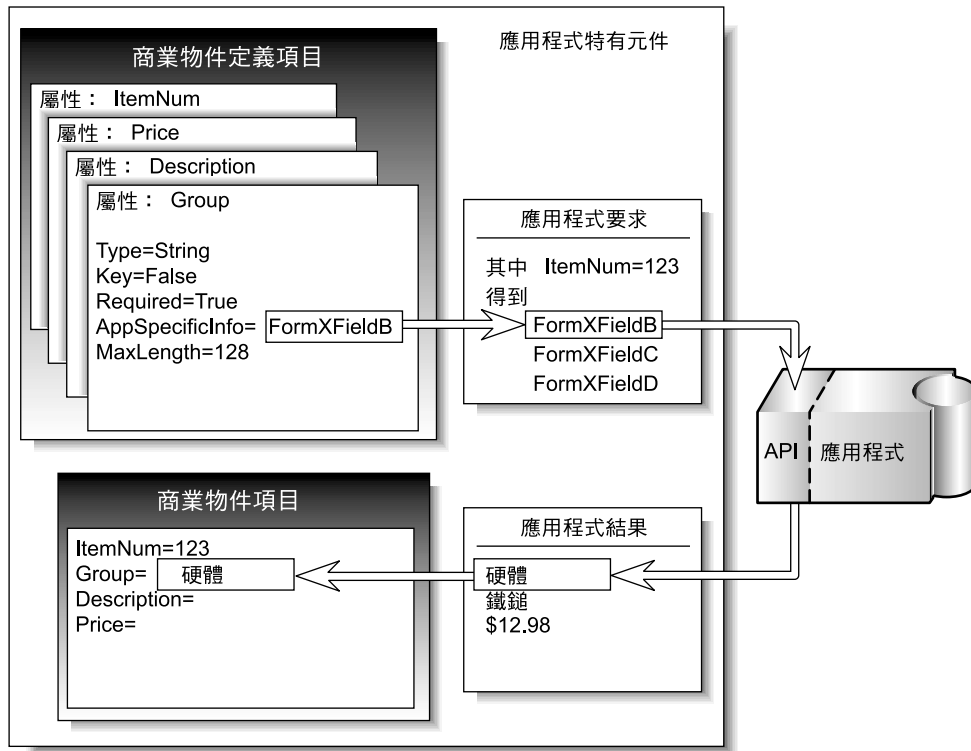 應用程式特有元件
商業物件定義項目
屬性： ItemNum
屬性： Price
屬性： Description
屬性： Group
Type=String
Key=False
Required=True
AppSpecificInfo= FormXFieldB
MaxLength=128
應用程式要求
其中 ItemNum=123
得到
FormXFieldB
FormXFieldC
FormXFieldD
API 應用程式
商業物件項目
ItemNum=123
Group= 硬體
Description=
Price=
應用程式結果
硬體
鐵鎚
$12.98